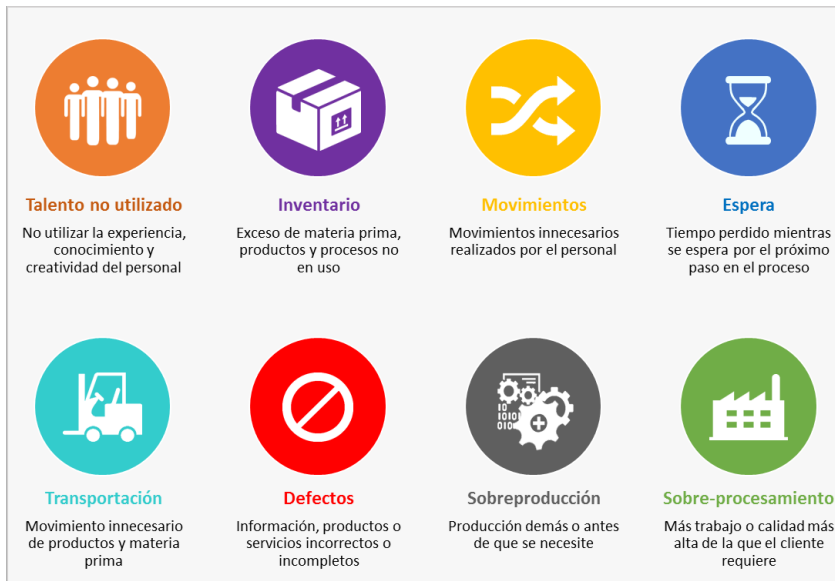 Talento no utilizado
No utilizar la experiencia,
conocimiento y
creatividad del personal
Inventario
Exceso de materia prima,
productos y procesos no
en uso
Movimientos
Movimientos innecesarios
realizados por el personal
Espera
Tiempo perdido mientras
se espera por el próximo
paso en el proceso
Transportación
Movimiento innecesario
de productos y materia
prima
Defectos
Información, productos o
servicios incorrectos o
incompletos
10
1010
010
Sobreproducción
Producción demás o antes
de que se necesite
Sobre-procesamiento
Más trabajo o calidad más
alta de la que el cliente
requiere